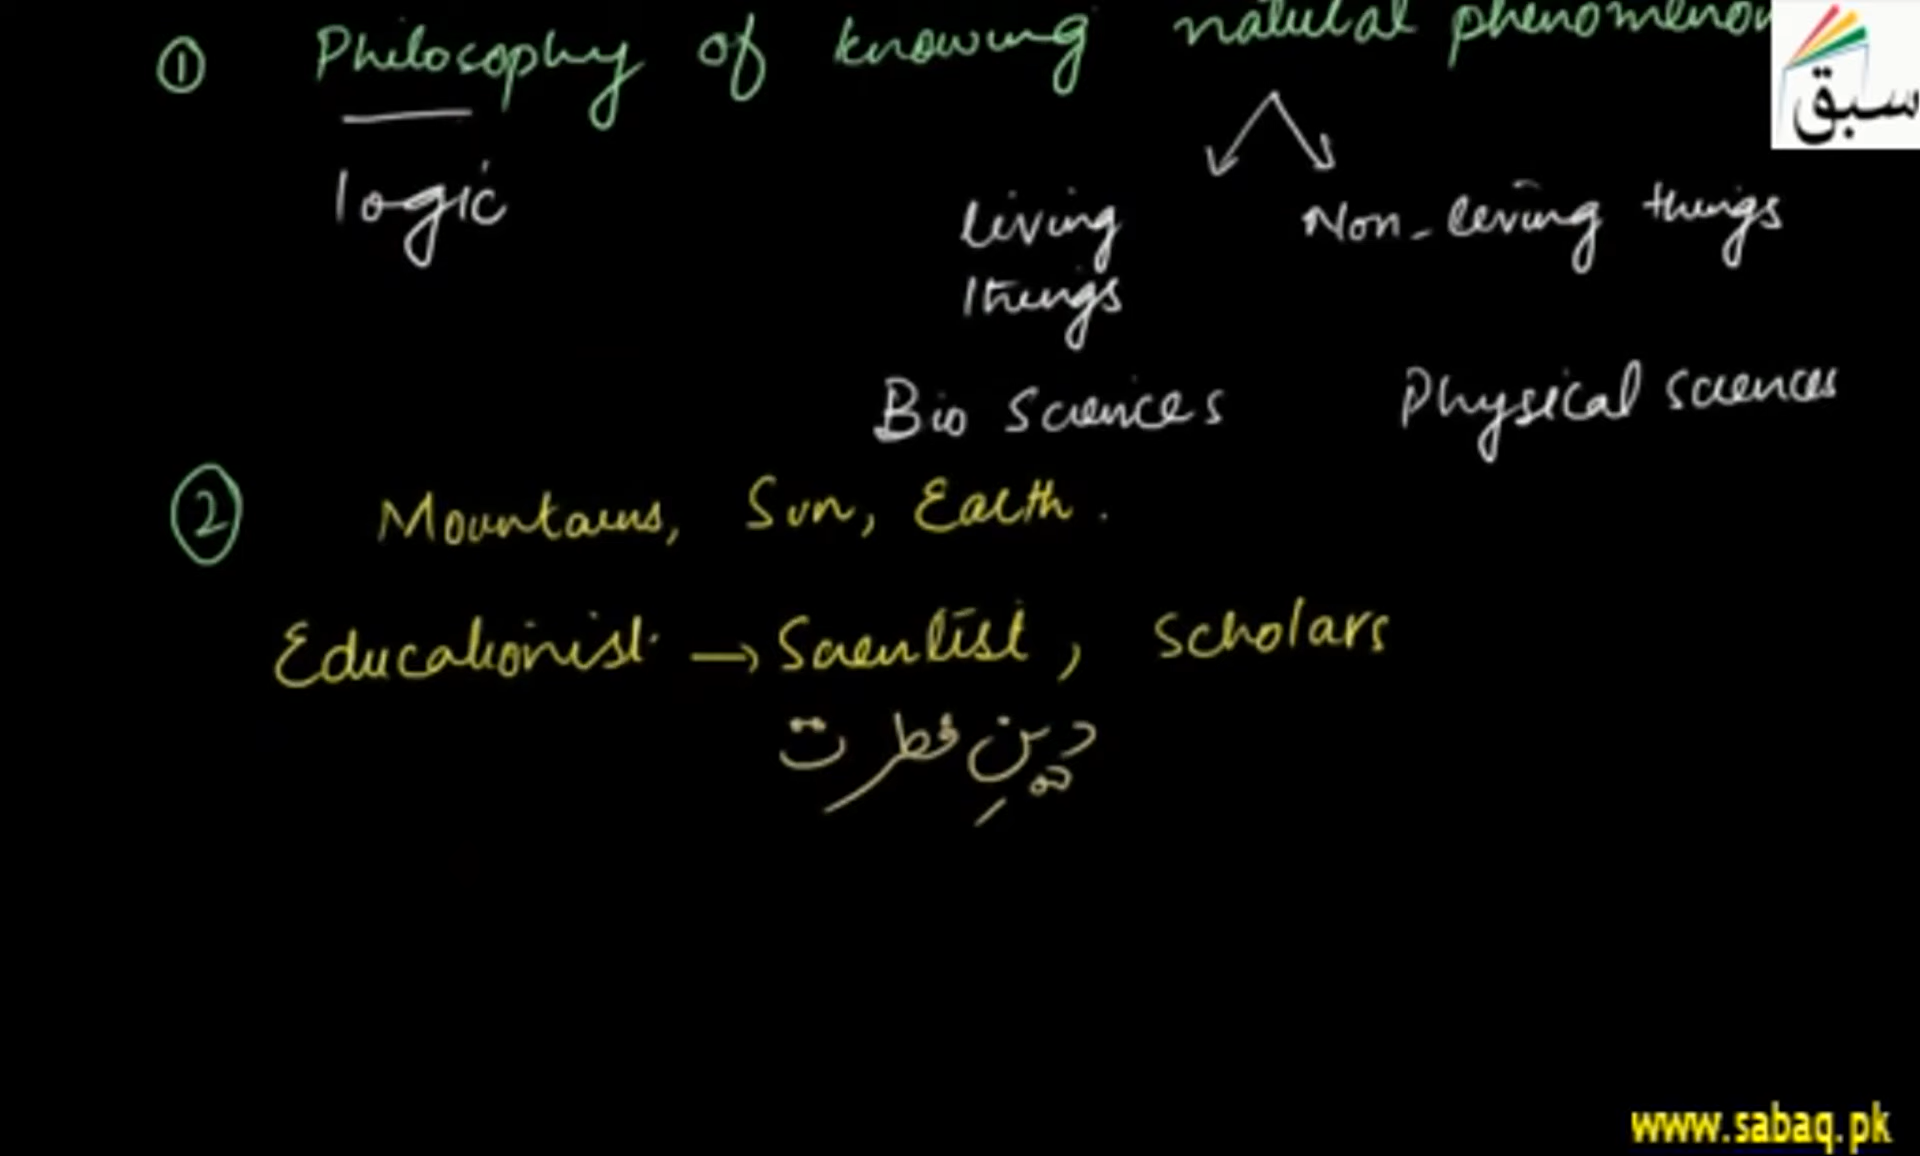 ① Philosophy of knowing natural phenomenon
سبق
logic
living Non-living things
things
Bio Sciences Physical sciences
② Mountains, Sun, Earth.
Educationist → Scientist, Scholars
دینِ فطرت
www.sabaq.pk